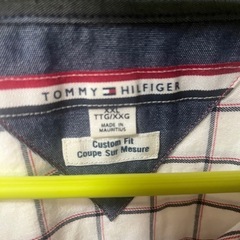 TOMMY HILFIGER
XXL
TTG/XXG
MADE IN
MAURITIUS
Custom Fit
Coupe Sur Mesure